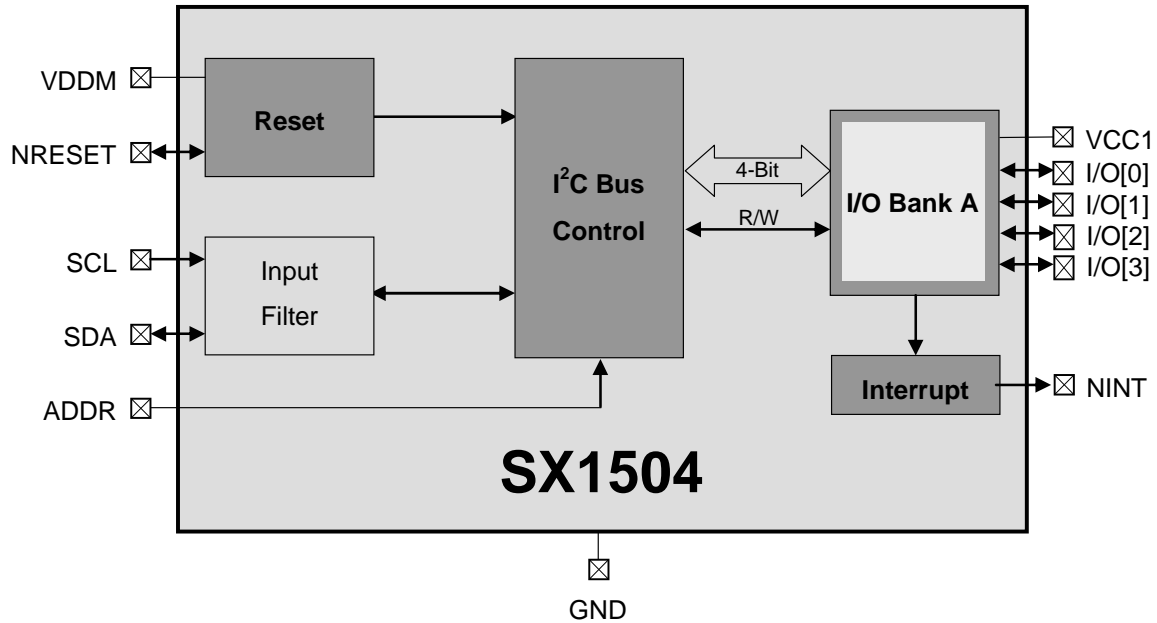 VDDM
NRESET
SCL
SDA
ADDR
Reset
Input
Filter
I²C Bus
Control
4-Bit
R/W
I/O Bank A
Interrupt
VCC1
I/O[0]
I/O[1]
I/O[2]
I/O[3]
NINT
SX1504
GND